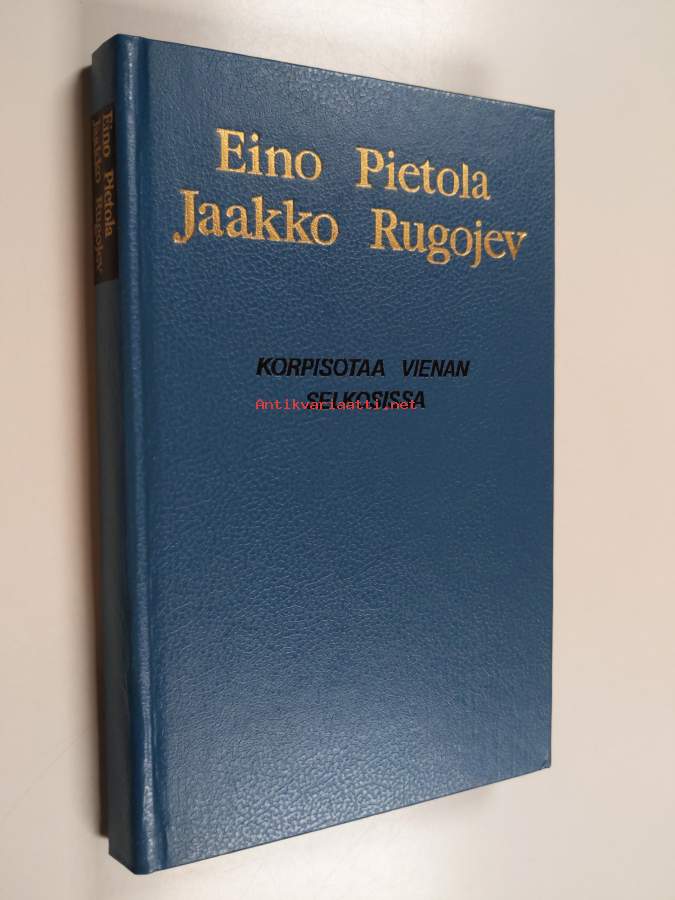 Eino Pietola
Jaakko Rugojev
Eino Pietola
Jaakko Rugojev
KORPISOTAA VIENAN
SELKOSISSA
Antikvariaatti.net